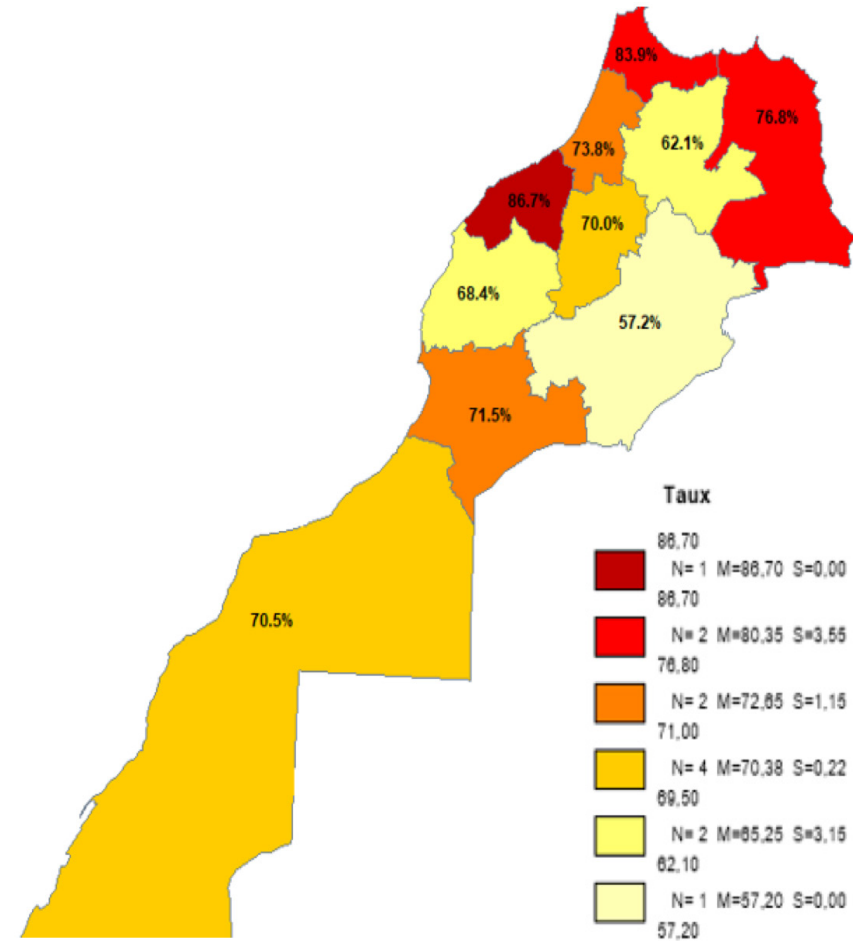 83.9%
76.8%
73.8%
62.1%
86.7%
70.0%
68.4%
57.2%
71.5%
70.5%
Taux
86,70
N= 1 M=86,70 S=0,00
86,70
N= 2 M=80,35 S=3,55
76,80
N= 2 M=72,65 S=1,15
71,00
N= 4 M=70,38 S=0,22
69,50
N= 2 M=65,25 S=3,15
62,10
N= 1 M=57,20 S=0,00
57,20